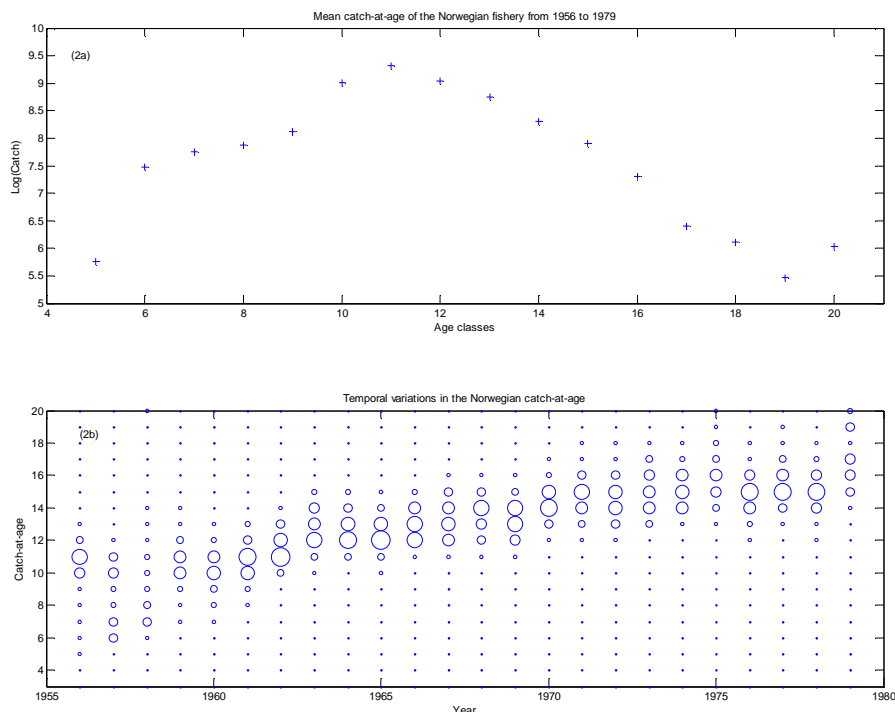 Mean catch-at-age of the Norwegian fishery from 1956 to 1979
(2a)
Log(Catch)
10
9.5
9
8.5
8
7.5
7
6.5
6
5.5
5
4 6 8 10 12 14 16 18 20
Age classes
Temporal variations in the Norwegian catch-at-age
(2b)
Catch-at-age
20
18
16
14
12
10
8
6
4
1955 1960 1965 1970 1975 1980
Year